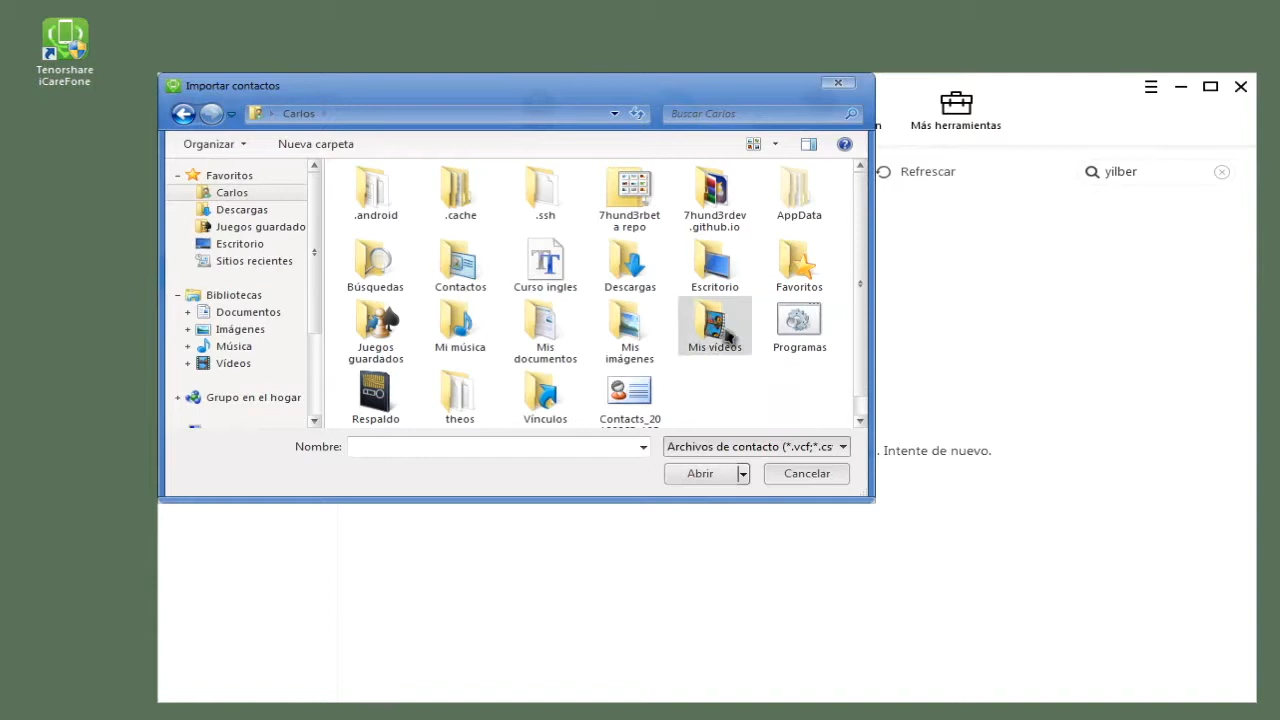 Tenorshare
iCareFone
Importar contactos
Más herramientas
Carlos
Buscar Carlos
Organizar
Nueva carpeta
Refrescar
yilber
Favoritos
Carlos
Descargas
Juegos guardado
Escritorio
Sitios recientes
Bibliotecas
Documentos
Imágenes
Música
Vídeos
Grupo en el hogar
.android
.cache
.ssh
7hund3rbet
a repo
7hund3rdev
.github.io
AppData
Búsquedas
Contactos
Curso ingles
Descargas
Escritorio
Favoritos
Juegos
guardados
Mi música
Mis
documentos
Mis
imágenes
Mis vídeos
Programas
Respaldo
theos
Vínculos
Contacts_20
Nombre:
Archivos de contacto (*.vcf;*.cs
Abrir
Cancelar
. Intente de nuevo.